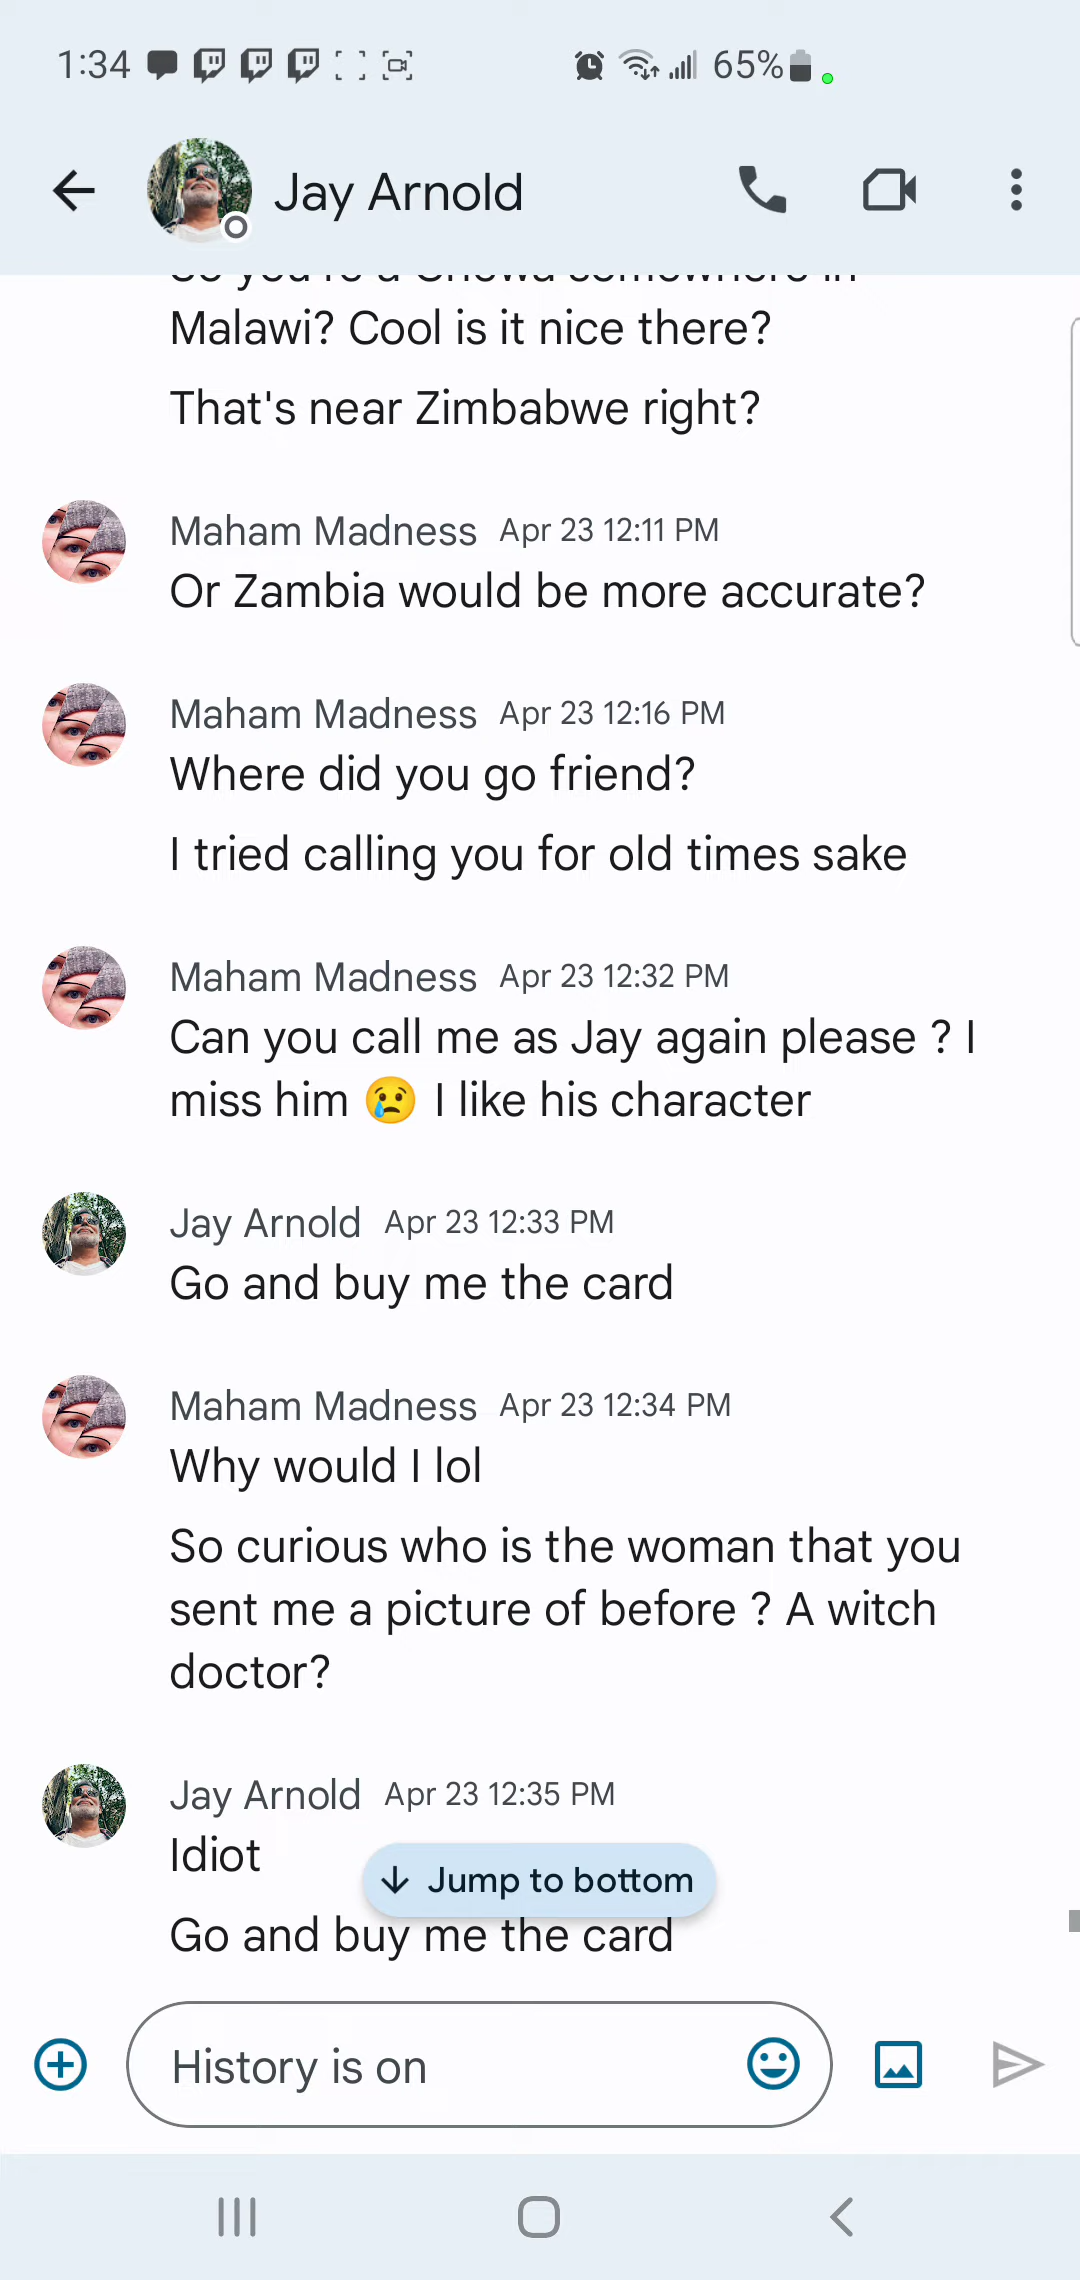 1:34
65%
Jay Arnold
So you're a Chewa somewhere in
Malawi? Cool is it nice there?
That's near Zimbabwe right?
Maham Madness Apr 23 12:11 PM
Or Zambia would be more accurate?
Maham Madness Apr 23 12:16 PM
Where did you go friend?
I tried calling you for old times sake
Maham Madness Apr 23 12:32 PM
Can you call me as Jay again please ? I
miss him 😢 I like his character
Jay Arnold Apr 23 12:33 PM
Go and buy me the card
Maham Madness Apr 23 12:34 PM
Why would I lol
So curious who is the woman that you
sent me a picture of before ? A witch
doctor?
Jay Arnold Apr 23 12:35 PM
Idiot
Jump to bottom
Go and buy me the card
History is on